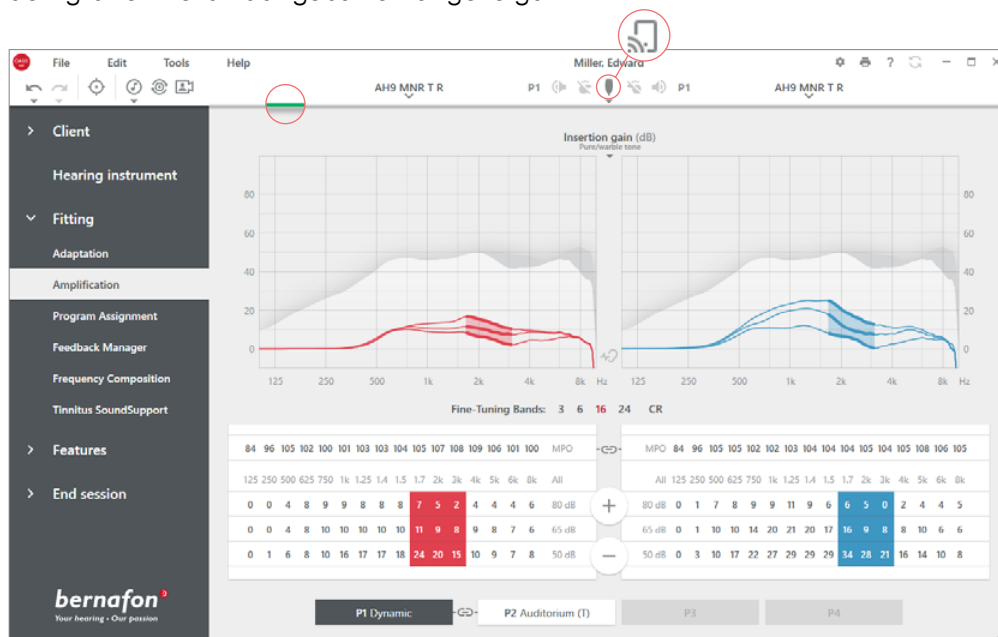 File Edit Tools Help Miller, Edward ?
AH9 MNR T R P1 P1 AH9 MNR T R
Client
Hearing instrument
Fitting
Adaptation
Amplification
Program Assignment
Feedback Manager
Frequency Composition
Tinnitus SoundSupport
Features
End session
bernafon
Your hearing • Our passion
Insertion gain (dB)
Pure/warble tone
80 80
60 60
40 40
20 20
0 0
125 250 500 1k 2k 4k 8k Hz 125 250 500 1k 2k 4k 8k Hz
Fine-Tuning Bands: 3 6 16 24 CR
84 96 105 102 100 101 103 103 104 105 107 108 109 106 101 100 MPO MPO 84 96 105 105 102 102 103 104 104 104 104 105 108 106 105
125 250 500 625 750 1k 1.25 1.4 1.5 1.7 2k 3k 4k 5k 6k 8k All All 125 250 500 625 750 1k 1.25 1.4 1.5 1.7 2k 3k 4k 5k 6k 8k
0 0 4 8 9 9 8 8 8 7 5 2 4 4 4 6 80 dB + 80 dB 0 1 7 8 9 9 11 9 6 6 5 0 2 4 4 5
0 0 4 8 10 10 10 10 10 11 9 8 9 8 7 6 65 dB 65 dB 0 1 10 10 14 20 21 20 17 16 9 8 8 10 6 6
0 1 6 8 10 16 17 17 18 24 20 15 10 9 7 8 50 dB − 50 dB 0 3 10 17 22 27 29 29 29 34 28 21 16 14 10 8
P1 Dynamic P2 Auditorium (T) P3 P4